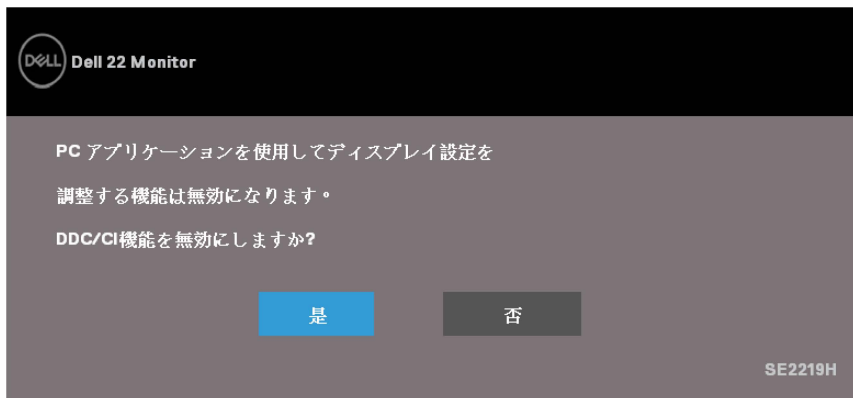 DELL Dell 22 Monitor
PC アプリケーションを使用してディスプレイ設定を
調整する機能は無効になります。
DDC/CI機能を無効にしますか?
是 否
SE2219H